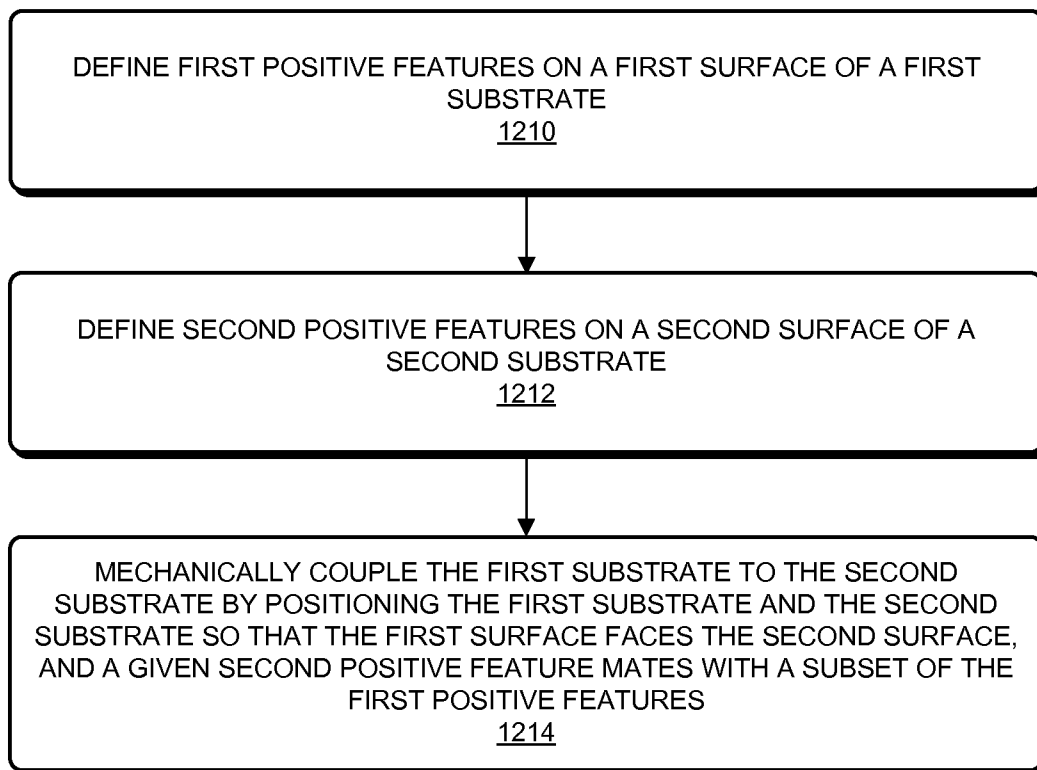 DEFINE FIRST POSITIVE FEATURES ON A FIRST SURFACE OF A FIRST
SUBSTRATE
1210
DEFINE SECOND POSITIVE FEATURES ON A SECOND SURFACE OF A
SECOND SUBSTRATE
1212
MECHANICALLY COUPLE THE FIRST SUBSTRATE TO THE SECOND
SUBSTRATE BY POSITIONING THE FIRST SUBSTRATE AND THE SECOND
SUBSTRATE SO THAT THE FIRST SURFACE FACES THE SECOND SURFACE,
AND A GIVEN SECOND POSITIVE FEATURE MATES WITH A SUBSET OF THE
FIRST POSITIVE FEATURES
1214